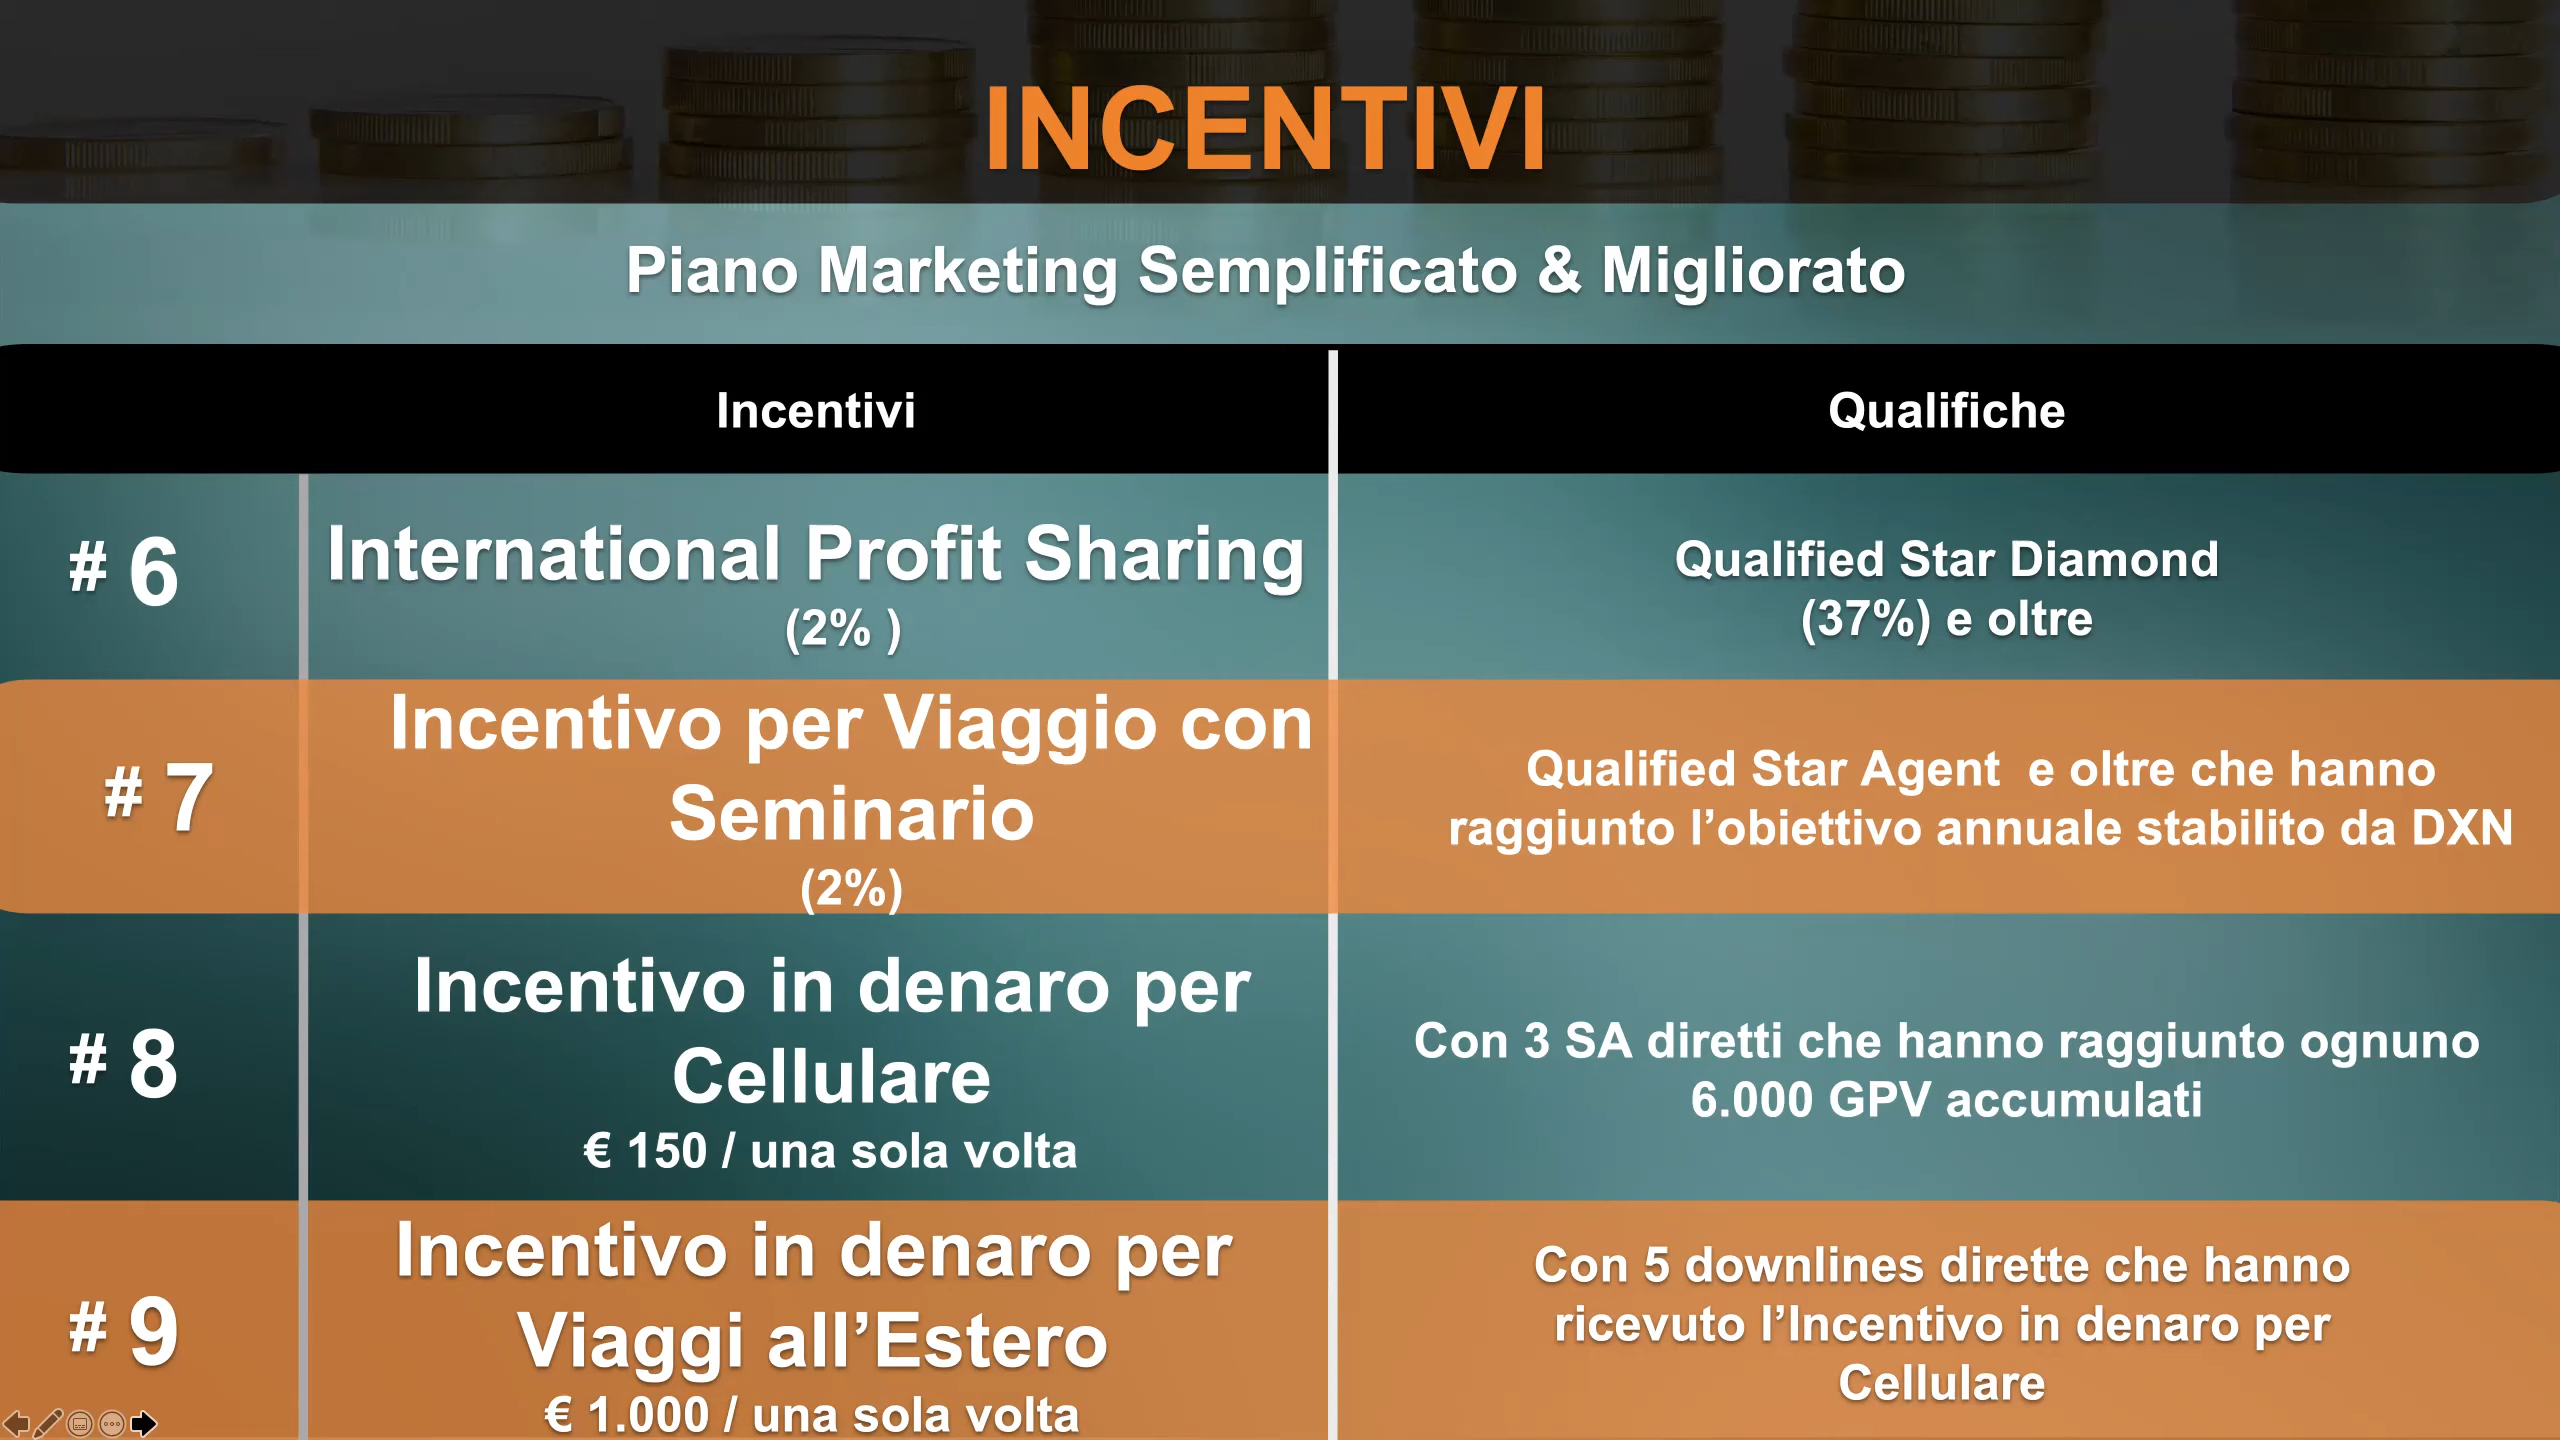 INCENTIVI
Piano Marketing Semplificato & Migliorato
Incentivi
Qualifiche
# 6
International Profit Sharing
(2% )
Qualified Star Diamond
(37%) e oltre
# 7
Incentivo per Viaggio con
Seminario
(2%)
Qualified Star Agent  e oltre che hanno
raggiunto l’obiettivo annuale stabilito da DXN
# 8
Incentivo in denaro per
Cellulare
€ 150 / una sola volta
Con 3 SA diretti che hanno raggiunto ognuno
6.000 GPV accumulati
# 9
Incentivo in denaro per
Viaggi all’Estero
€ 1.000 / una sola volta
Con 5 downlines dirette che hanno
ricevuto l’Incentivo in denaro per
Cellulare